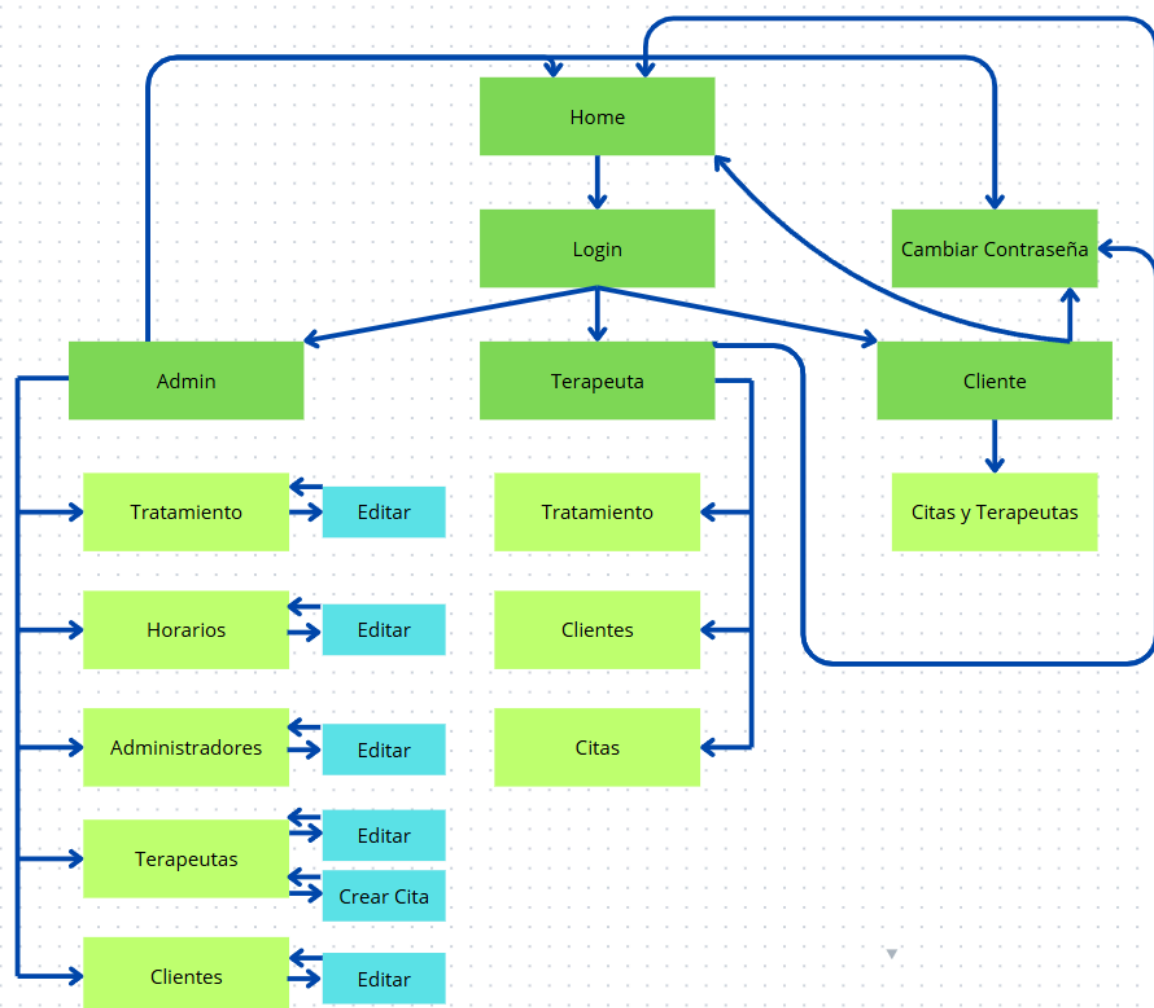 Home
Login
Cambiar Contraseña
Admin
Terapeuta
Cliente
Tratamiento
Editar
Tratamiento
Citas y Terapeutas
Horarios
Editar
Clientes
Administradores
Editar
Citas
Terapeutas
Editar
Crear Cita
Clientes
Editar